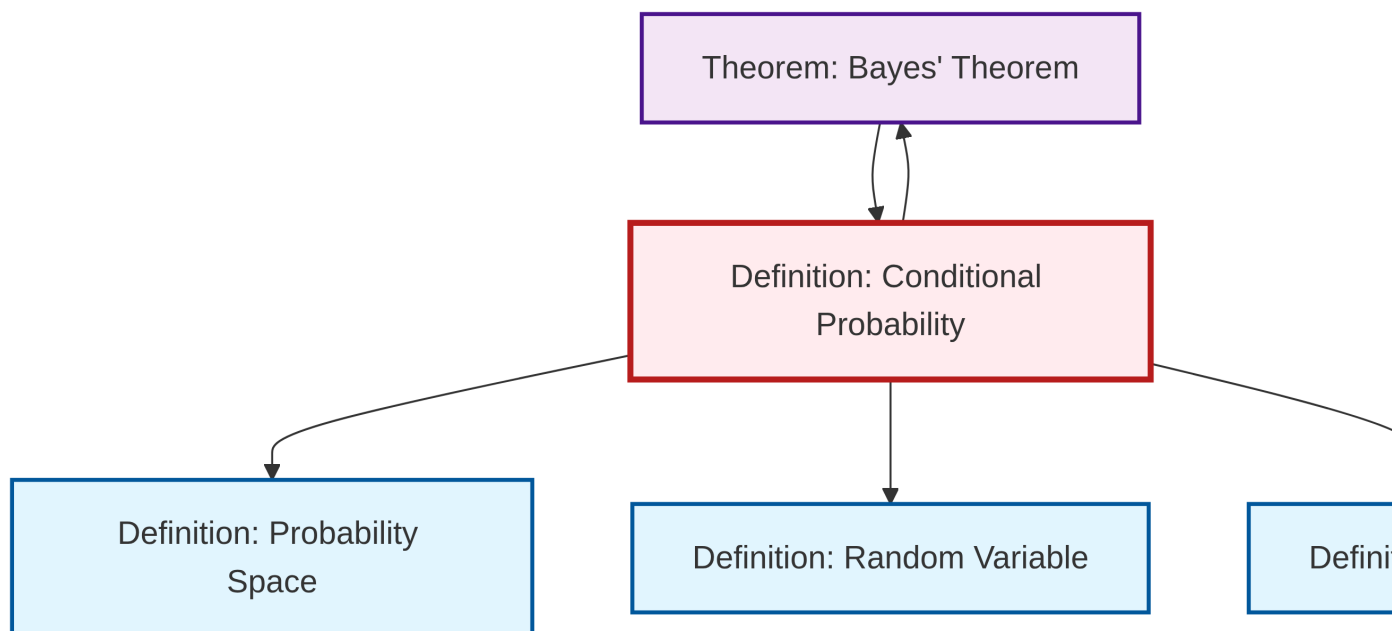 Theorem: Bayes' Theorem
Definition: Conditional
Probability
Definition: Probability
Space
Definition: Random Variable